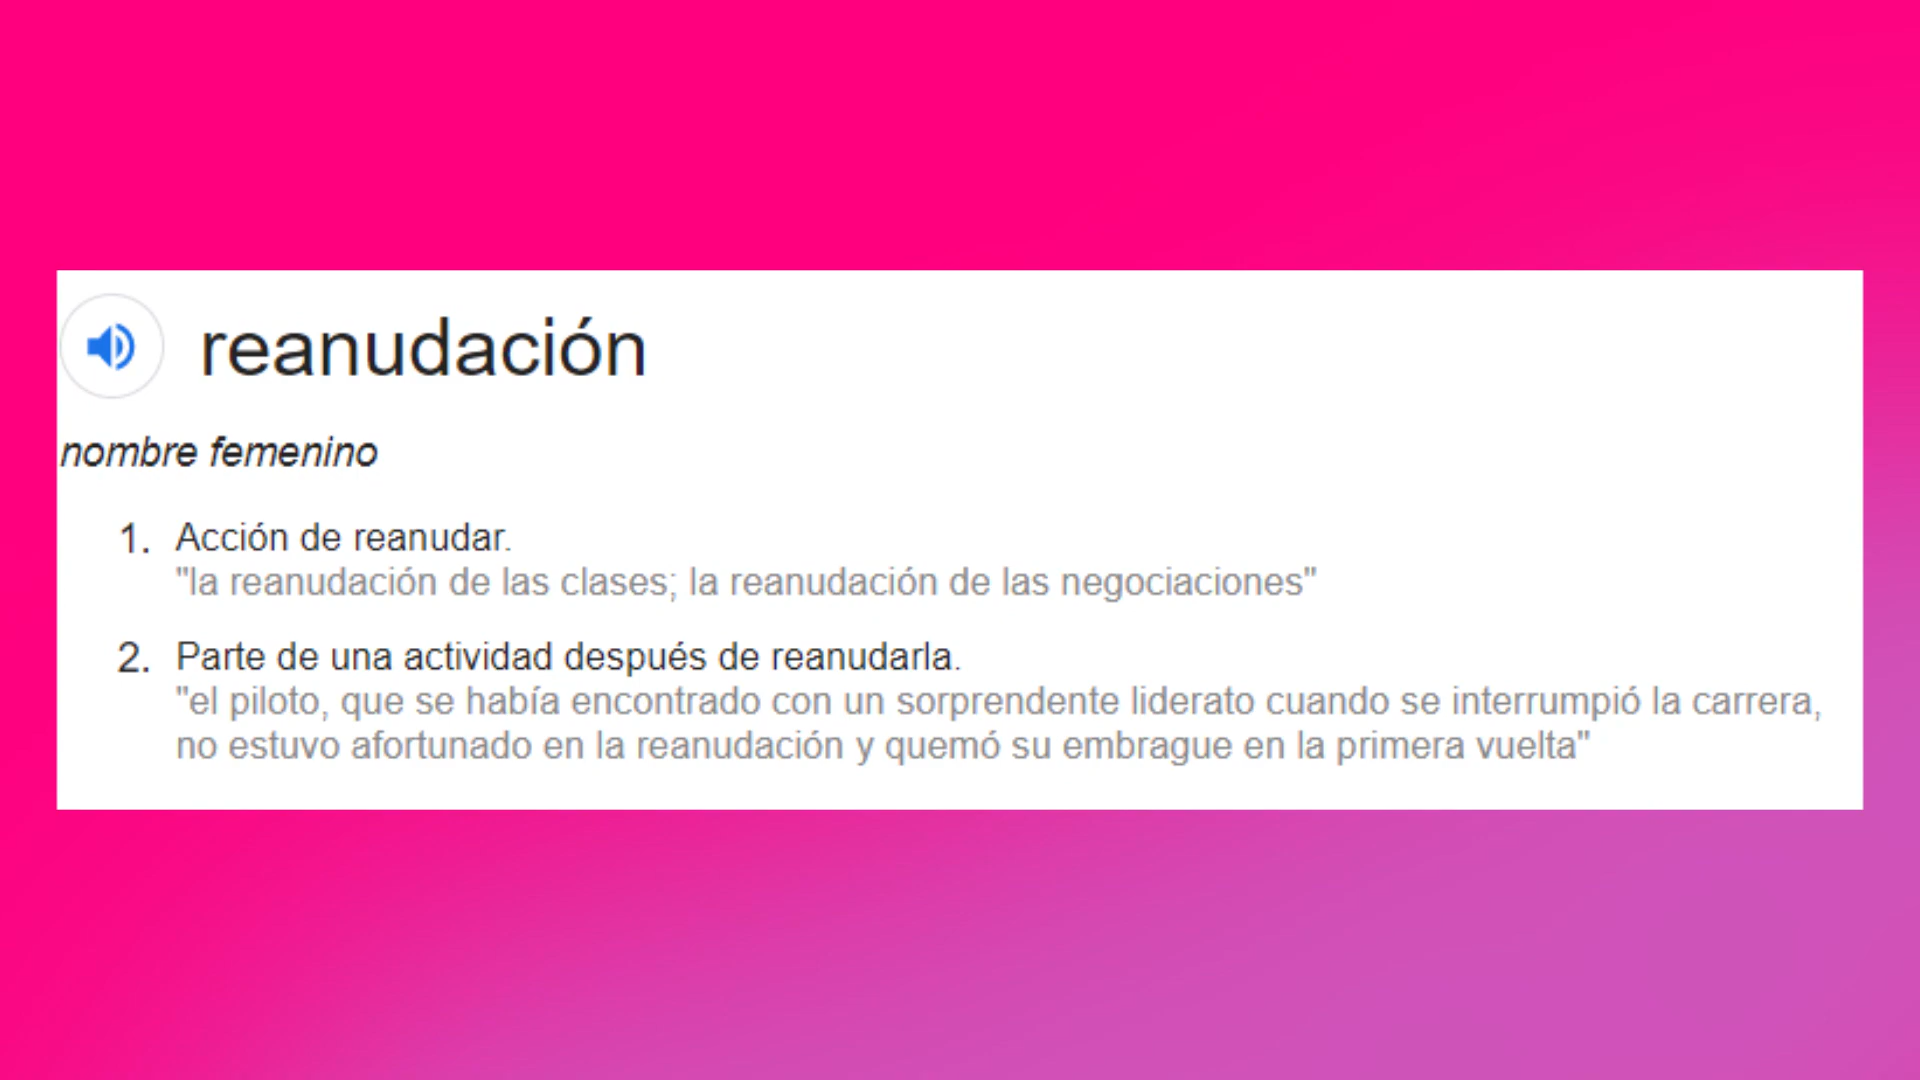 reanudación
nombre femenino
1. Acción de reanudar.
"la reanudación de las clases; la reanudación de las negociaciones"
2. Parte de una actividad después de reanudarla.
"el piloto, que se había encontrado con un sorprendente liderato cuando se interrumpió la carrera,
no estuvo afortunado en la reanudación y quemó su embrague en la primera vuelta"